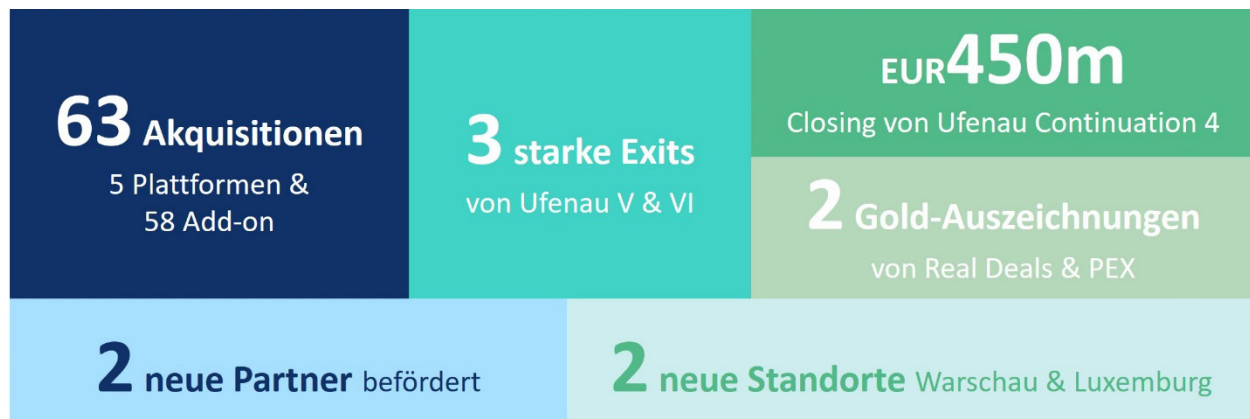 63 Akquisitionen
5 Plattformen &
58 Add-on
3 starke Exits
von Ufenau V & VI
EUR450m
Closing von Ufenau Continuation 4
2 Gold-Auszeichnungen
von Real Deals & PEX
2 neue Partner befördert
2 neue Standorte Warschau & Luxemburg